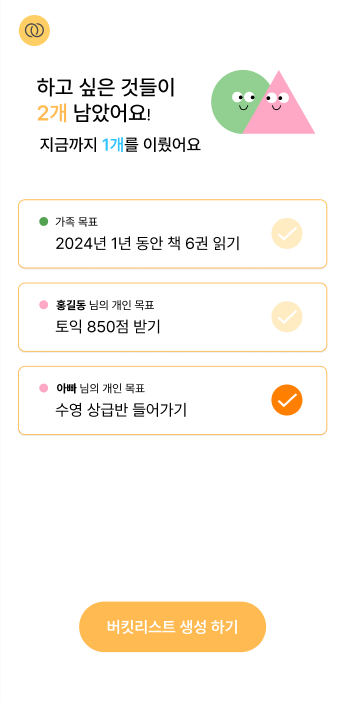 하고 싶은 것들이
2개 남았어요!
지금까지 1개를 이뤘어요
가족 목표
2024년 1년 동안 책 6권 읽기
홍길동 님의 개인 목표
토익 850점 받기
아빠 님의 개인 목표
수영 상급반 들어가기
버킷리스트 생성 하기